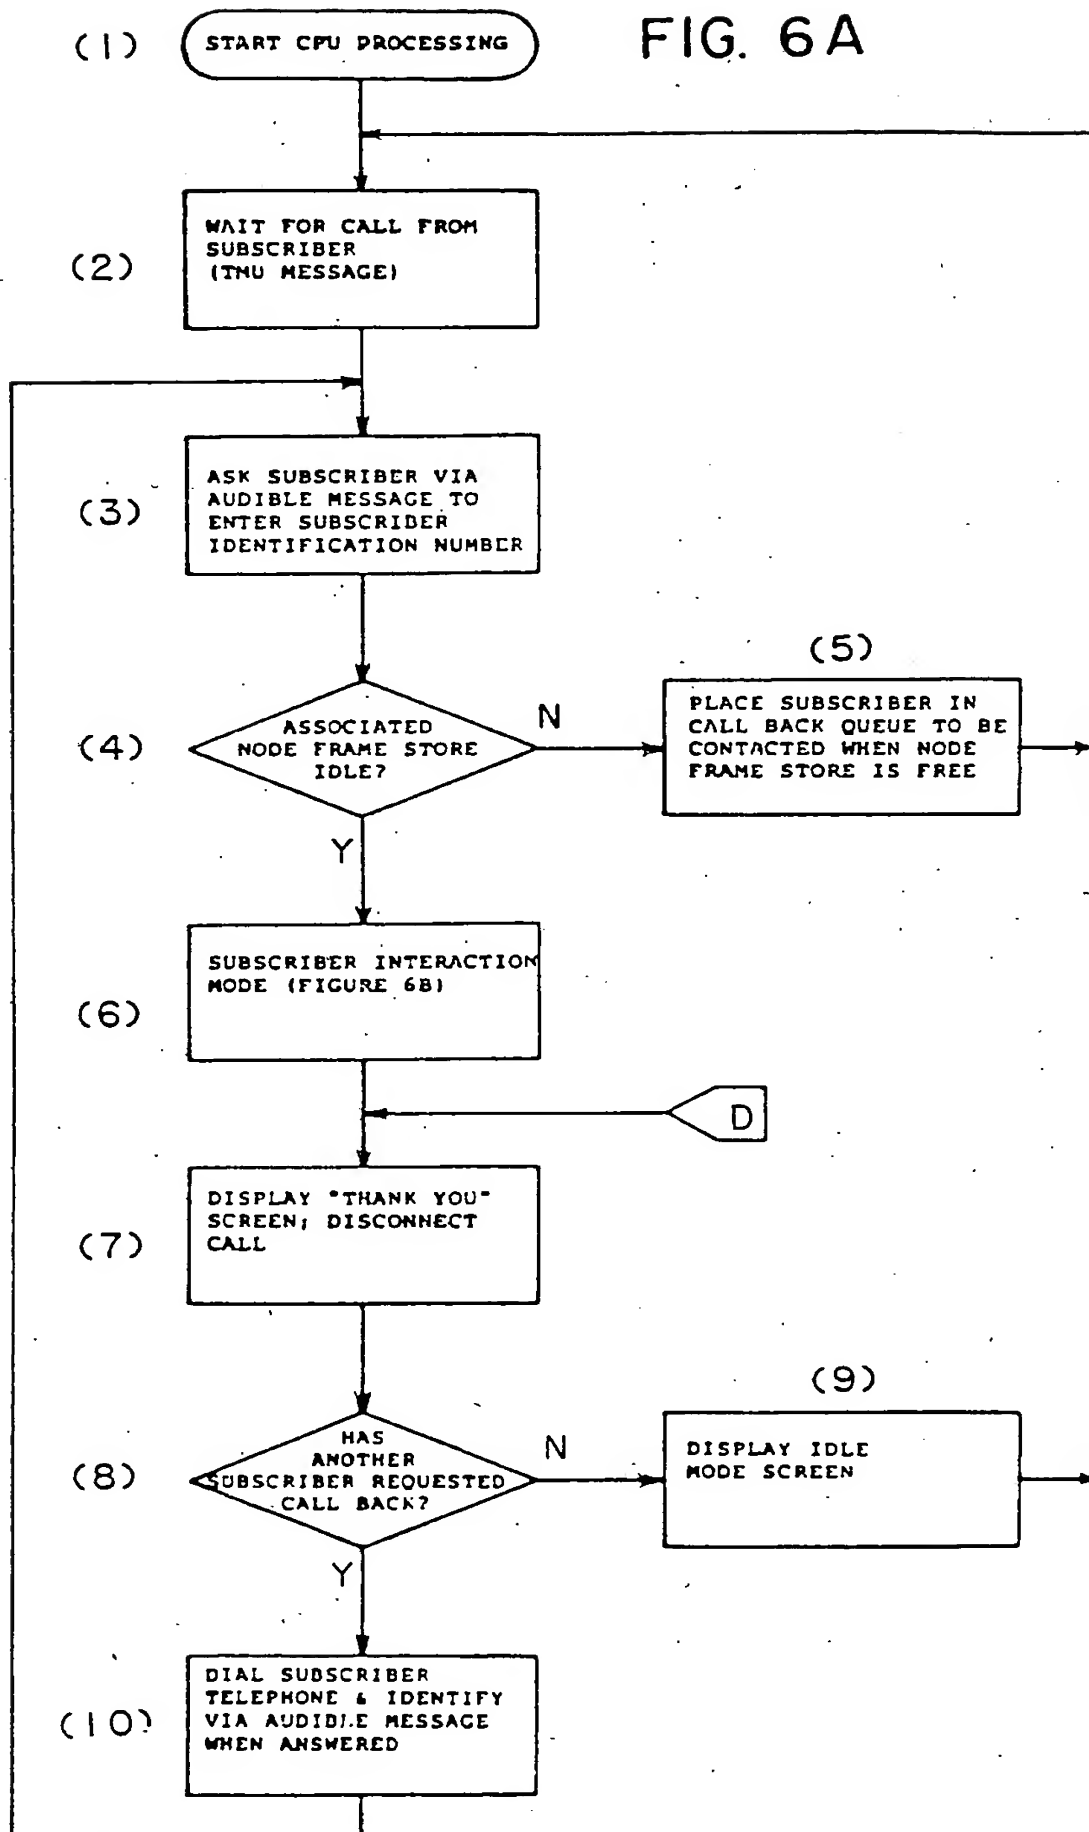 FIG. 6A
(1)
START CPU PROCESSING
(2)
WAIT FOR CALL FROM
SUBSCRIBER
(TMU MESSAGE)
(3)
ASK SUBSCRIBER VIA
AUDIBLE MESSAGE TO
ENTER SUBSCRIBER
IDENTIFICATION NUMBER
(4)
ASSOCIATED
NODE FRAME STORE
IDLE?
N
Y
(5)
PLACE SUBSCRIBER IN
CALL BACK QUEUE TO BE
CONTACTED WHEN NODE
FRAME STORE IS FREE
(6)
SUBSCRIBER INTERACTION
MODE (FIGURE 6B)
D
(7)
DISPLAY "THANK YOU"
SCREEN; DISCONNECT
CALL
(8)
HAS
ANOTHER
SUBSCRIBER REQUESTED
CALL BACK?
N
Y
(9)
DISPLAY IDLE
MODE SCREEN
(10)
DIAL SUBSCRIBER
TELEPHONE & IDENTIFY
VIA AUDIBLE MESSAGE
WHEN ANSWERED